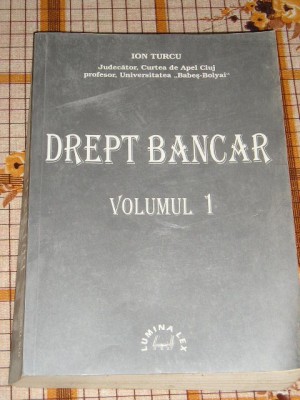 ION TURCU
Judecător, Curtea de Apel Cluj
profesor, Universitatea „Babeş-Bolyai"
DREPT BANCAR
VOLUMUL 1
LUMINA LEX